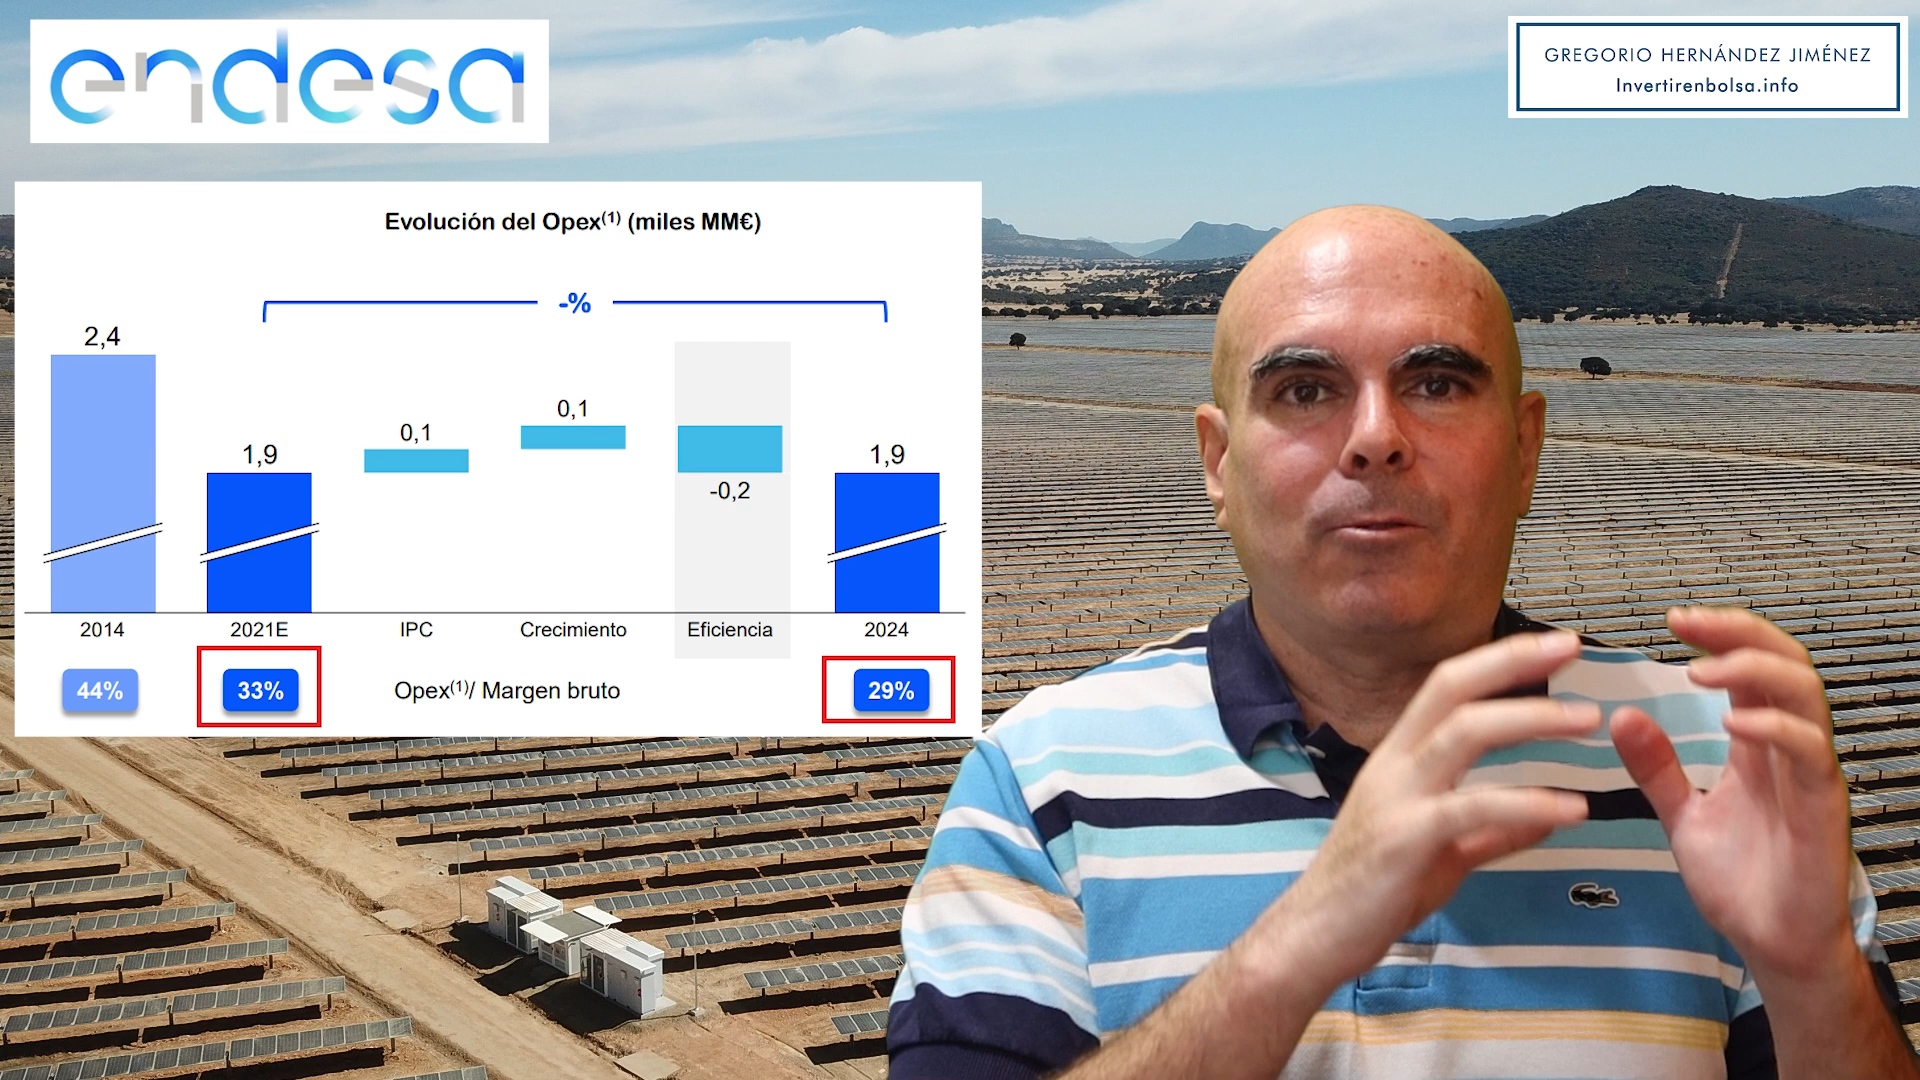 endesa
GREGORIO HERNÁNDEZ JIMÉNEZ
Invertirenbolsa.info
Evolución del Opex⁽¹⁾ (miles MM€)
-%
2,4
1,9
0,1
0,1
-0,2
1,9
2014 2021E IPC Crecimiento Eficiencia 2024
44% 33% Opex⁽¹⁾/ Margen bruto 29%